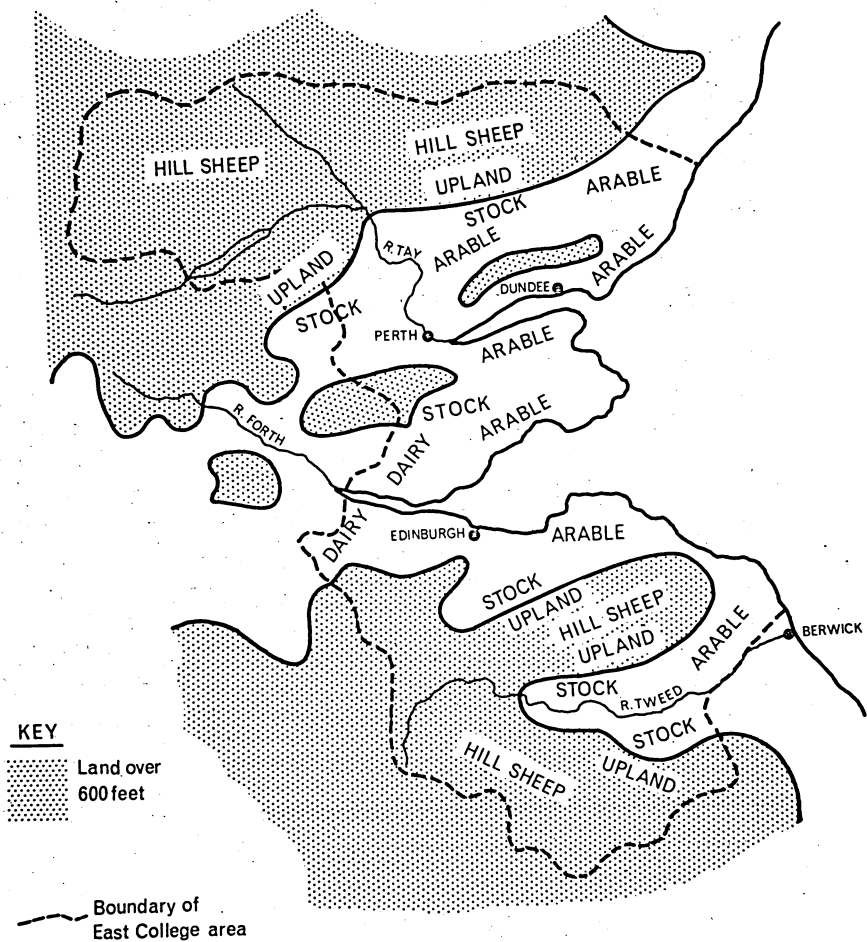 HILL SHEEP
HILL SHEEP
UPLAND
STOCK
ARABLE
ARABLE
R. TAY
ARABLE
UPLAND
STOCK
DUNDEE
PERTH
ARABLE
STOCK
ARABLE
R. FORTH
DAIRY
DAIRY
EDINBURGH
ARABLE
STOCK
UPLAND
HILL SHEEP
UPLAND
ARABLE
BERWICK
STOCK
R. TWEED
STOCK
UPLAND
HILL SHEEP
KEY
Land over
600 feet
Boundary of
East College area